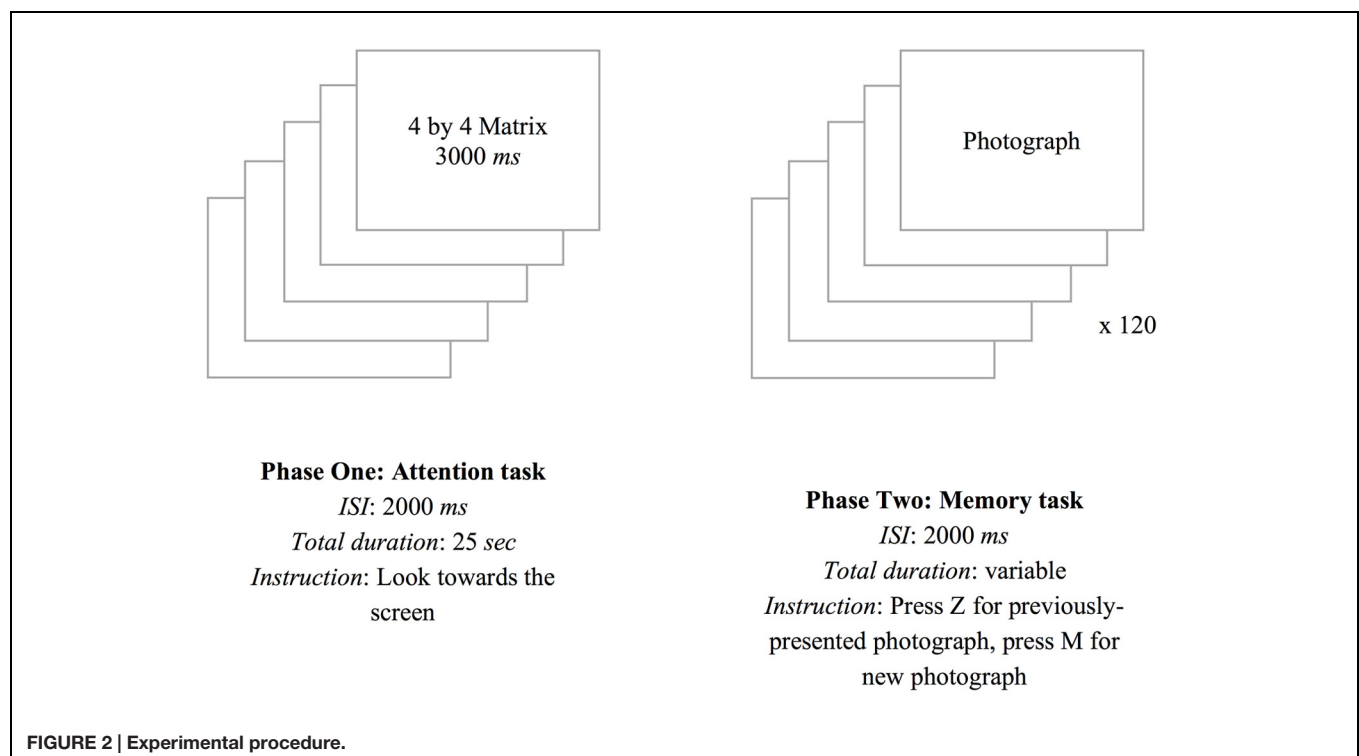 4 by 4 Matrix
3000 ms
Photograph
x 120
Phase One: Attention task
ISI: 2000 ms
Total duration: 25 sec
Instruction: Look towards the
screen
Phase Two: Memory task
ISI: 2000 ms
Total duration: variable
Instruction: Press Z for previously-
presented photograph, press M for
new photograph
FIGURE 2 | Experimental procedure.